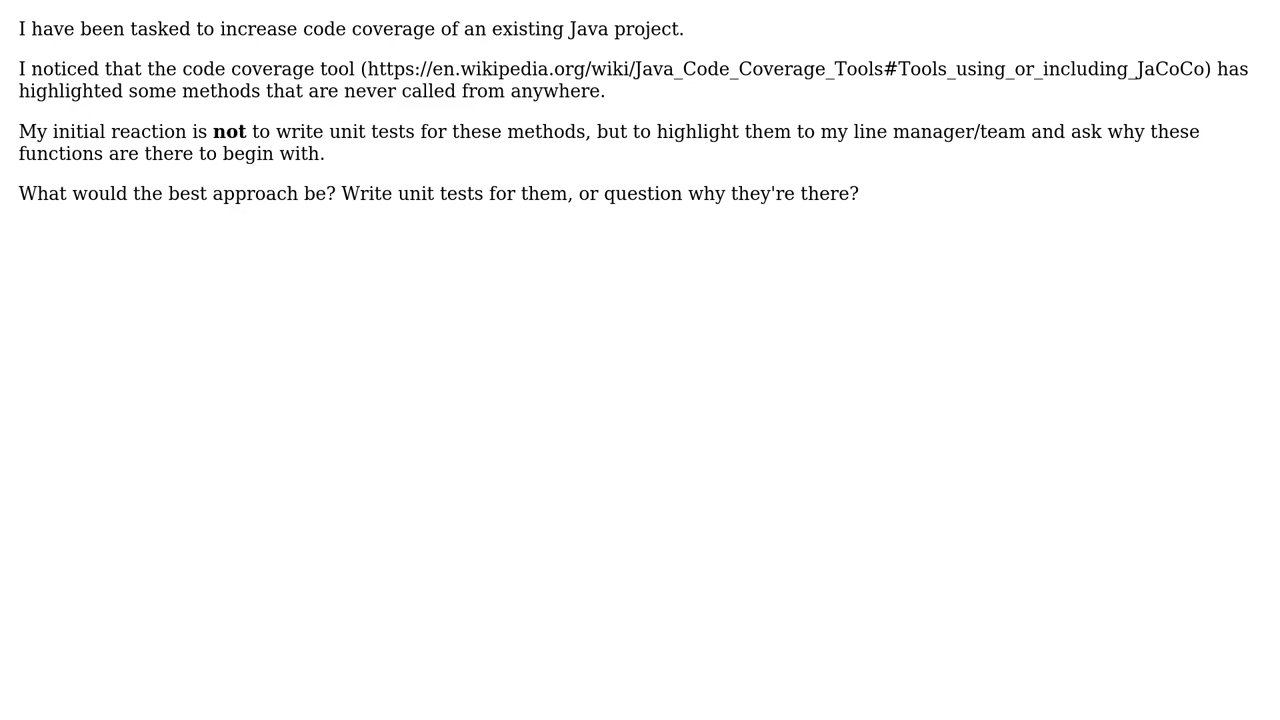 I have been tasked to increase code coverage of an existing Java project.
I noticed that the code coverage tool (https://en.wikipedia.org/wiki/Java_Code_Coverage_Tools#Tools_using_or_including_JaCoCo) has
highlighted some methods that are never called from anywhere.
My initial reaction is not to write unit tests for these methods, but to highlight them to my line manager/team and ask why these
functions are there to begin with.
What would the best approach be? Write unit tests for them, or question why they're there?